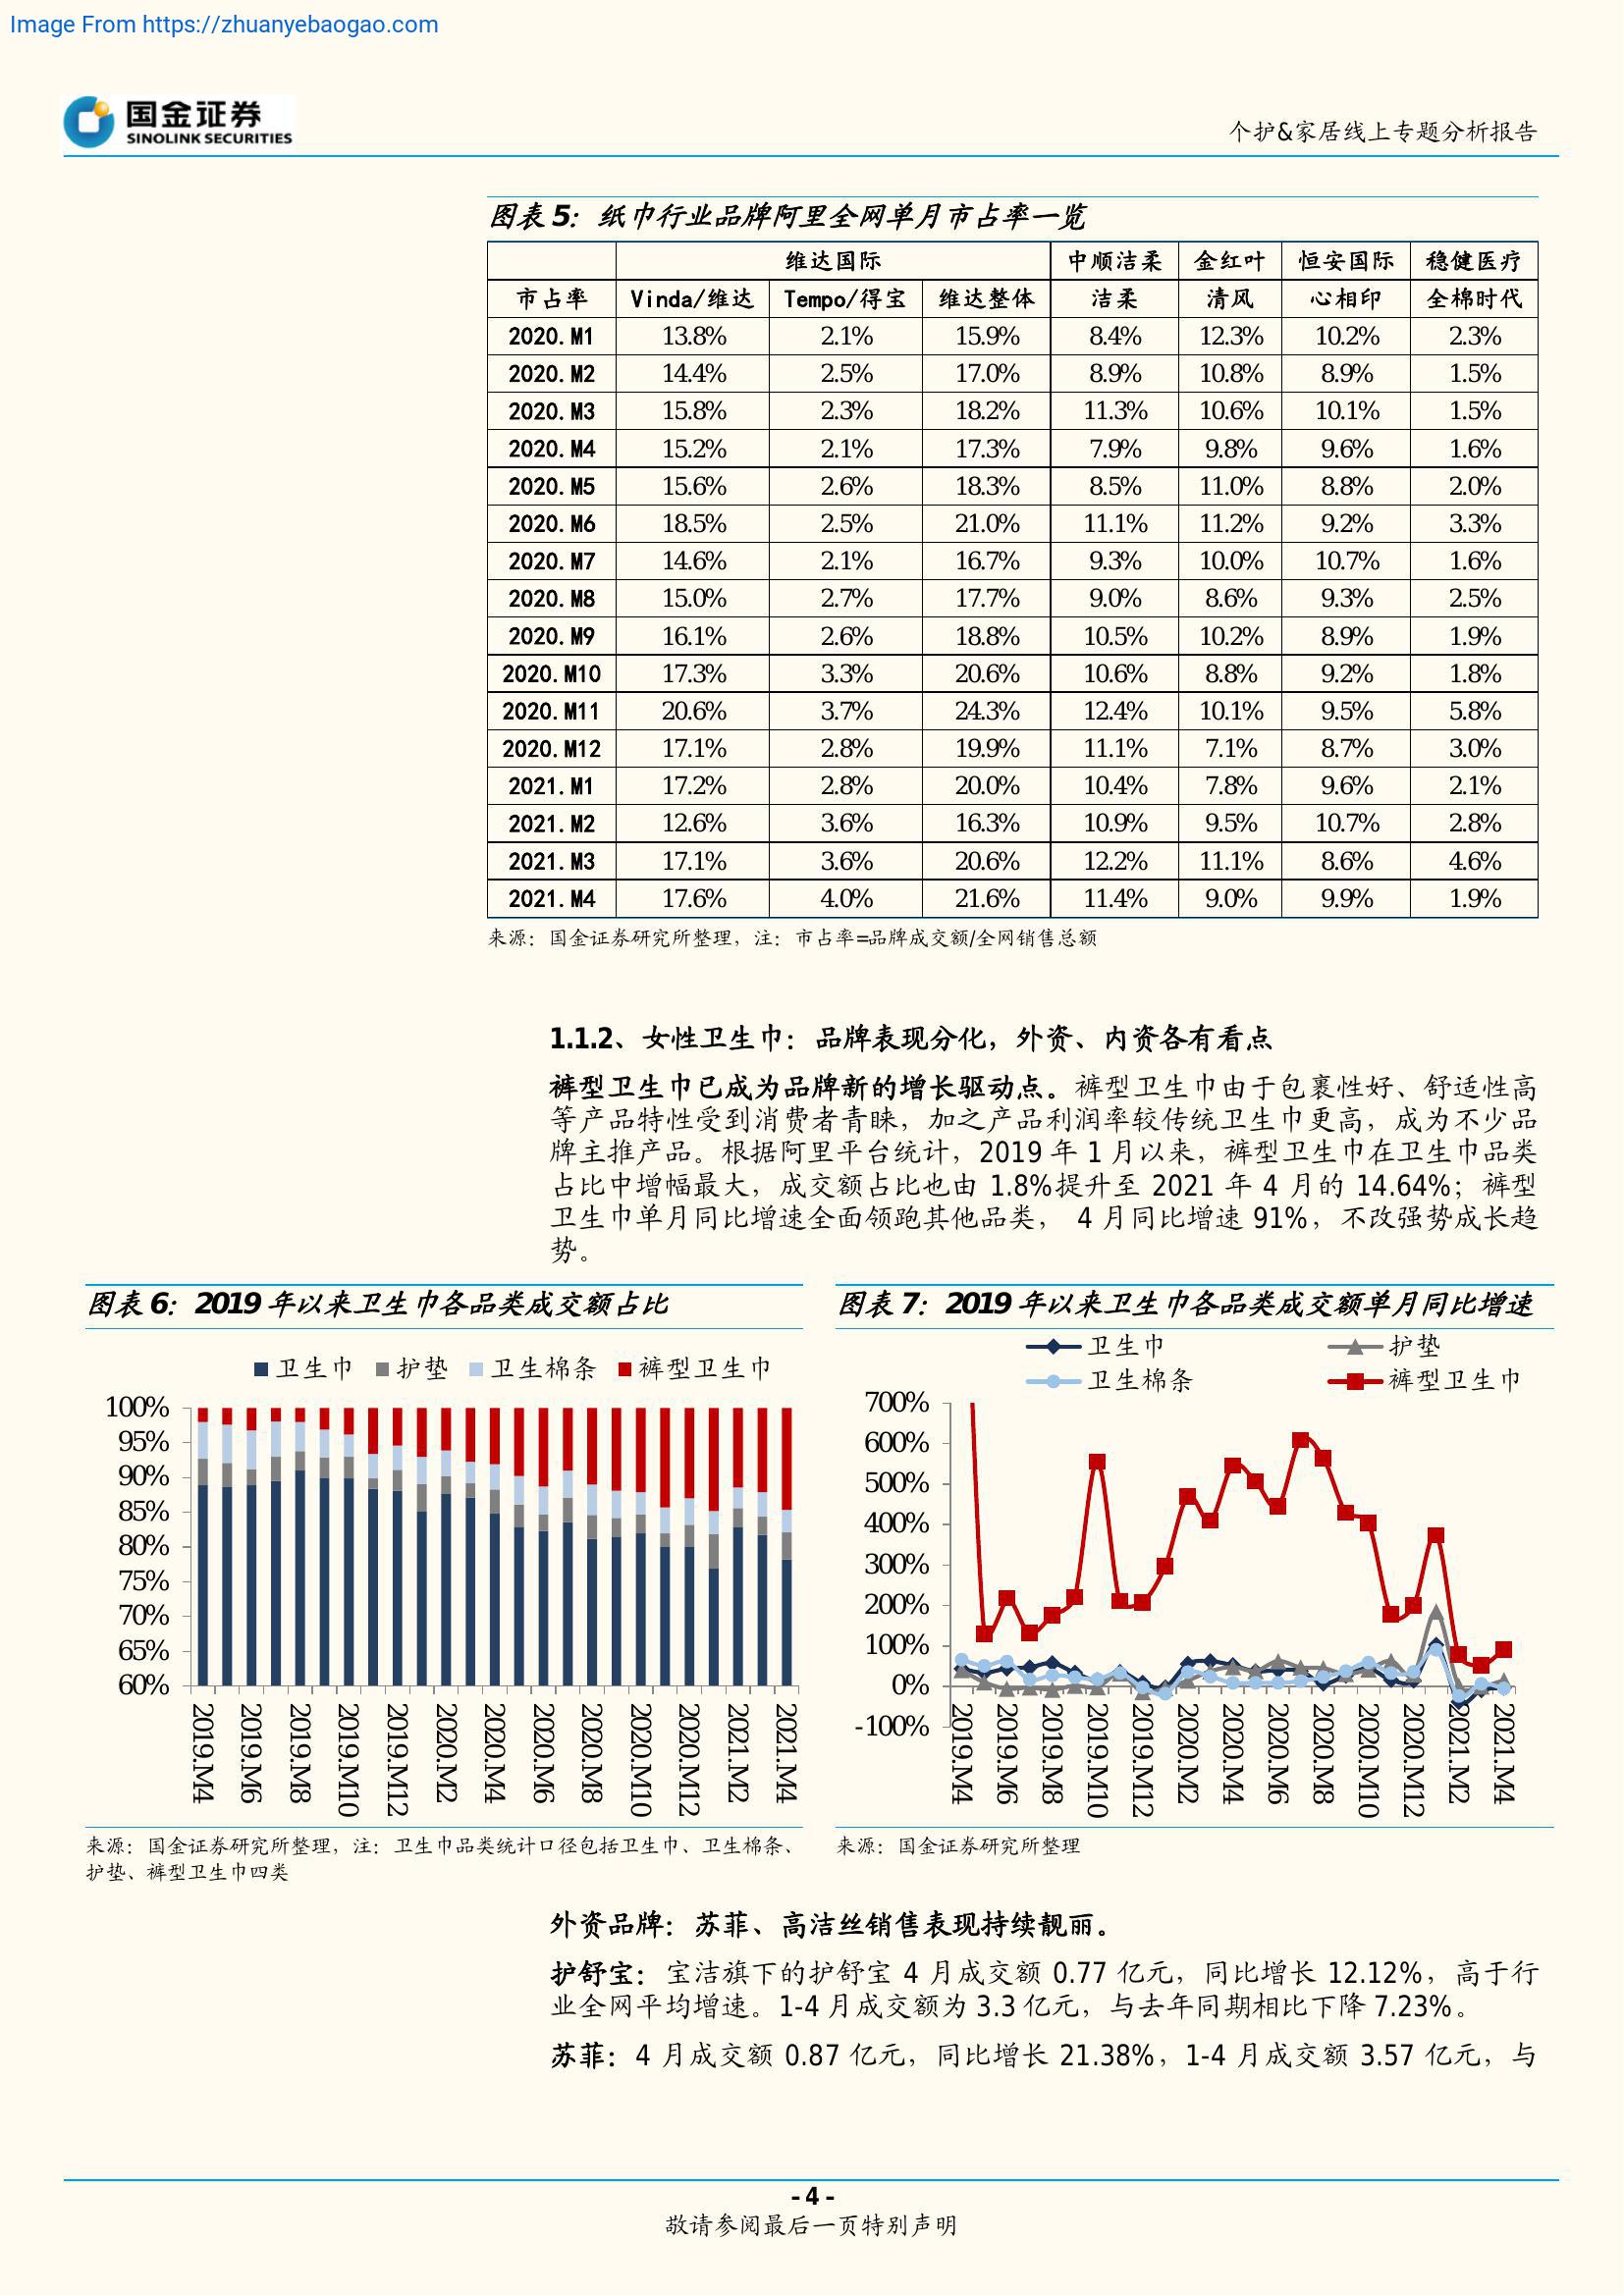 Image From https://zhuanyebaogao.com
国金证券
SINOLINK SECURITIES
个护&家居线上专题分析报告
图表 5：纸巾行业品牌阿里全网单月市占率一览
维达国际 中顺洁柔 金红叶 恒安国际 稳健医疗
市占率 Vinda/维达 Tempo/得宝 维达整体 洁柔 清风 心相印 全棉时代
2020.M1 13.8% 2.1% 15.9% 8.4% 12.3% 10.2% 2.3%
2020.M2 14.4% 2.5% 17.0% 8.9% 10.8% 8.9% 1.5%
2020.M3 15.8% 2.3% 18.2% 11.3% 10.6% 10.1% 1.5%
2020.M4 15.2% 2.1% 17.3% 7.9% 9.8% 9.6% 1.6%
2020.M5 15.6% 2.6% 18.3% 8.5% 11.0% 8.8% 2.0%
2020.M6 18.5% 2.5% 21.0% 11.1% 11.2% 9.2% 3.3%
2020.M7 14.6% 2.1% 16.7% 9.3% 10.0% 10.7% 1.6%
2020.M8 15.0% 2.7% 17.7% 9.0% 8.6% 9.3% 2.5%
2020.M9 16.1% 2.6% 18.8% 10.5% 10.2% 8.9% 1.9%
2020.M10 17.3% 3.3% 20.6% 10.6% 8.8% 9.2% 1.8%
2020.M11 20.6% 3.7% 24.3% 12.4% 10.1% 9.5% 5.8%
2020.M12 17.1% 2.8% 19.9% 11.1% 7.1% 8.7% 3.0%
2021.M1 17.2% 2.8% 20.0% 10.4% 7.8% 9.6% 2.1%
2021.M2 12.6% 3.6% 16.3% 10.9% 9.5% 10.7% 2.8%
2021.M3 17.1% 3.6% 20.6% 12.2% 11.1% 8.6% 4.6%
2021.M4 17.6% 4.0% 21.6% 11.4% 9.0% 9.9% 1.9%
来源：国金证券研究所整理，注：市占率=品牌成交额/全网销售总额
1.1.2、女性卫生巾：品牌表现分化，外资、内资各有看点
裤型卫生巾已成为品牌新的增长驱动点。裤型卫生巾由于包裹性好、舒适性高
等产品特性受到消费者青睐，加之产品利润率较传统卫生巾更高，成为不少品
牌主推产品。根据阿里平台统计，2019 年 1 月以来，裤型卫生巾在卫生巾品类
占比中增幅最大，成交额占比也由 1.8%提升至 2021 年 4 月的 14.64%；裤型
卫生巾单月同比增速全面领跑其他品类， 4 月同比增速 91%，不改强势成长趋
势。
图表 6：2019 年以来卫生巾各品类成交额占比
卫生巾 护垫 卫生棉条 裤型卫生巾
100%
95%
90%
85%
80%
75%
70%
65%
60%
2019.M4 2019.M6 2019.M8 2019.M10 2019.M12 2020.M2 2020.M4 2020.M6 2020.M8 2020.M10 2020.M12 2021.M2 2021.M4
来源：国金证券研究所整理，注：卫生巾品类统计口径包括卫生巾、卫生棉条、
护垫、裤型卫生巾四类
图表 7：2019 年以来卫生巾各品类成交额单月同比增速
卫生巾 护垫
卫生棉条 裤型卫生巾
700%
600%
500%
400%
300%
200%
100%
0%
-100%
2019.M4 2019.M6 2019.M8 2019.M10 2019.M12 2020.M2 2020.M4 2020.M6 2020.M8 2020.M10 2020.M12 2021.M2 2021.M4
来源：国金证券研究所整理
外资品牌：苏菲、高洁丝销售表现持续靓丽。
护舒宝：宝洁旗下的护舒宝 4 月成交额 0.77 亿元，同比增长 12.12%，高于行
业全网平均增速。1-4 月成交额为 3.3 亿元，与去年同期相比下降 7.23%。
苏菲：4 月成交额 0.87 亿元，同比增长 21.38%，1-4 月成交额 3.57 亿元，与
- 4 -
敬请参阅最后一页特别声明